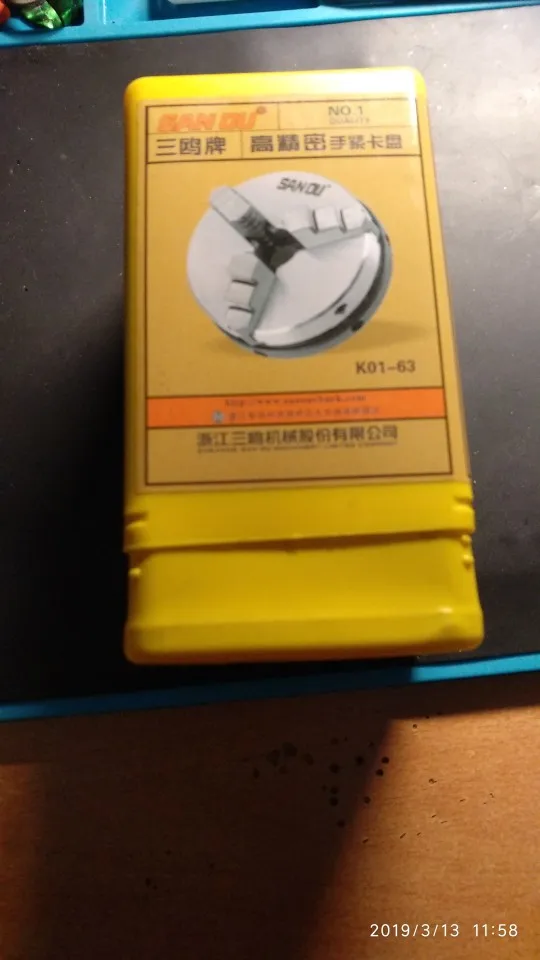 SAN OU®
NO.1
QUALITY
三鸥牌 高精密手紧卡盘
SAN OU®
K01-63
浙江三鸥机械股份有限公司
2019/3/13 11:58